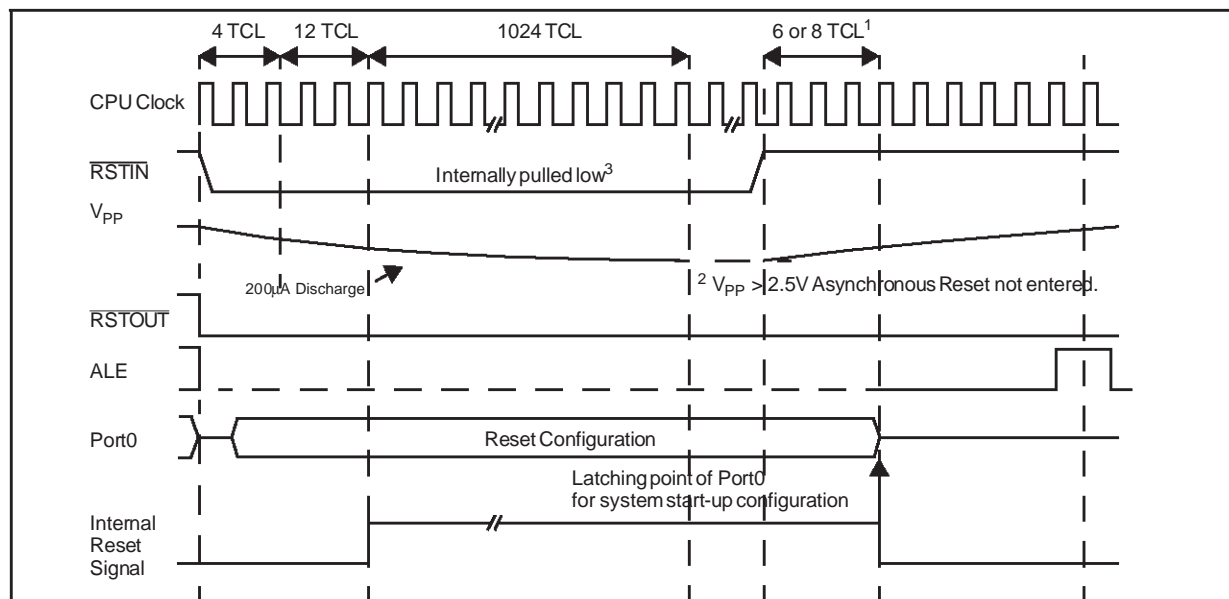 4 TCL 12 TCL 1024 TCL 6 or 8 TCL¹
CPU Clock
RSTIN
Internally pulled low³
VPP
200µA Discharge
² VPP > 2.5V Asynchronous Reset not entered.
RSTOUT
ALE
Port0
Reset Configuration
Latching point of Port0
for system start-up configuration
Internal
Reset
Signal